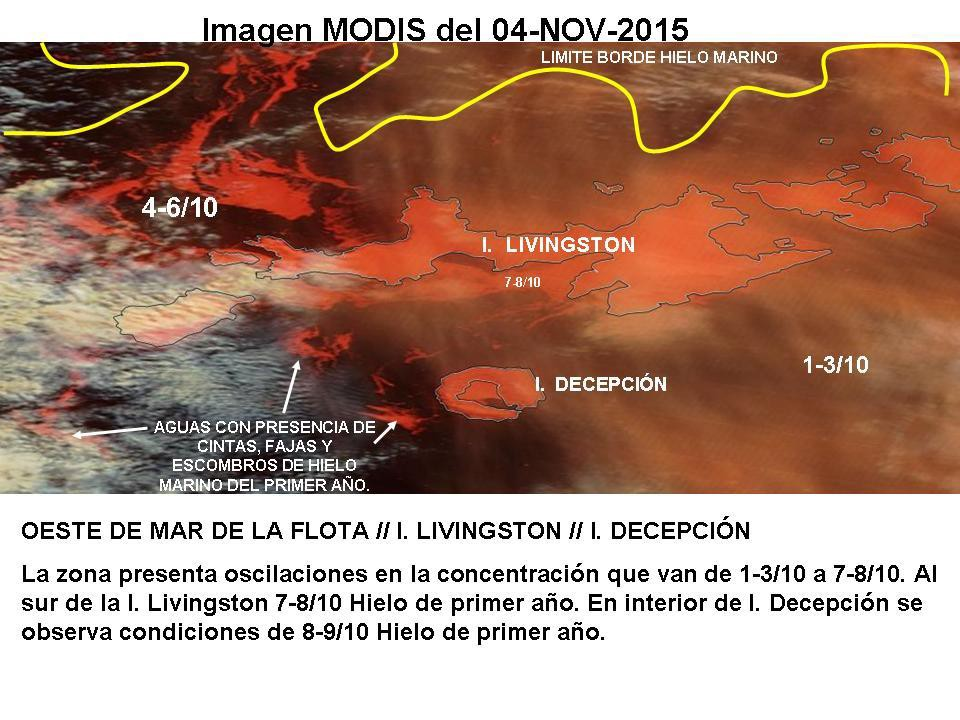 Imagen MODIS del 04-NOV-2015
LIMITE BORDE HIELO MARINO
4-6/10
I. LIVINGSTON
7-8/10
1-3/10
I. DECEPCIÓN
AGUAS CON PRESENCIA DE
CINTAS, FAJAS Y
ESCOMBROS DE HIELO
MARINO DEL PRIMER AÑO.
OESTE DE MAR DE LA FLOTA // I. LIVINGSTON // I. DECEPCIÓN
La zona presenta oscilaciones en la concentración que van de 1-3/10 a 7-8/10. Al
sur de la I. Livingston 7-8/10 Hielo de primer año. En interior de I. Decepción se
observa condiciones de 8-9/10 Hielo de primer año.